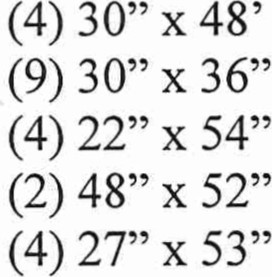 (4) 30” x 48’
(9) 30” x 36”
(4) 22” x 54”
(2) 48” x 52”
(4) 27” x 53”